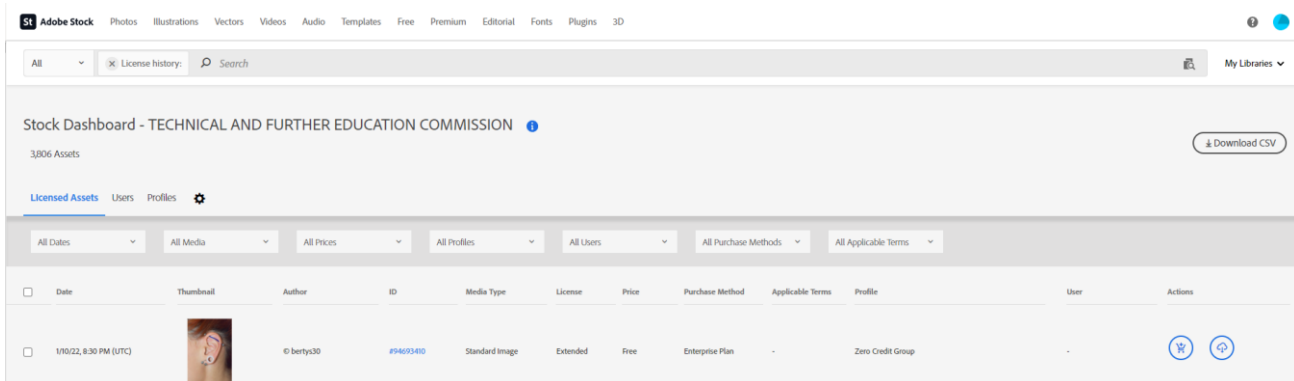 St Adobe Stock Photos Illustrations Vectors Videos Audio Templates Free Premium Editorial Fonts Plugins 3D
All License history: Search My Libraries
Stock Dashboard - TECHNICAL AND FURTHER EDUCATION COMMISSION
3,806 Assets
Download CSV
Licensed Assets Users Profiles
All Dates All Media All Prices All Profiles All Users All Purchase Methods All Applicable Terms
Date Thumbnail Author ID Media Type License Price Purchase Method Applicable Terms Profile User Actions
1/10/22, 8:30 PM (UTC) © bertys30 #94693410 Standard Image Extended Free Enterprise Plan - Zero Credit Group -